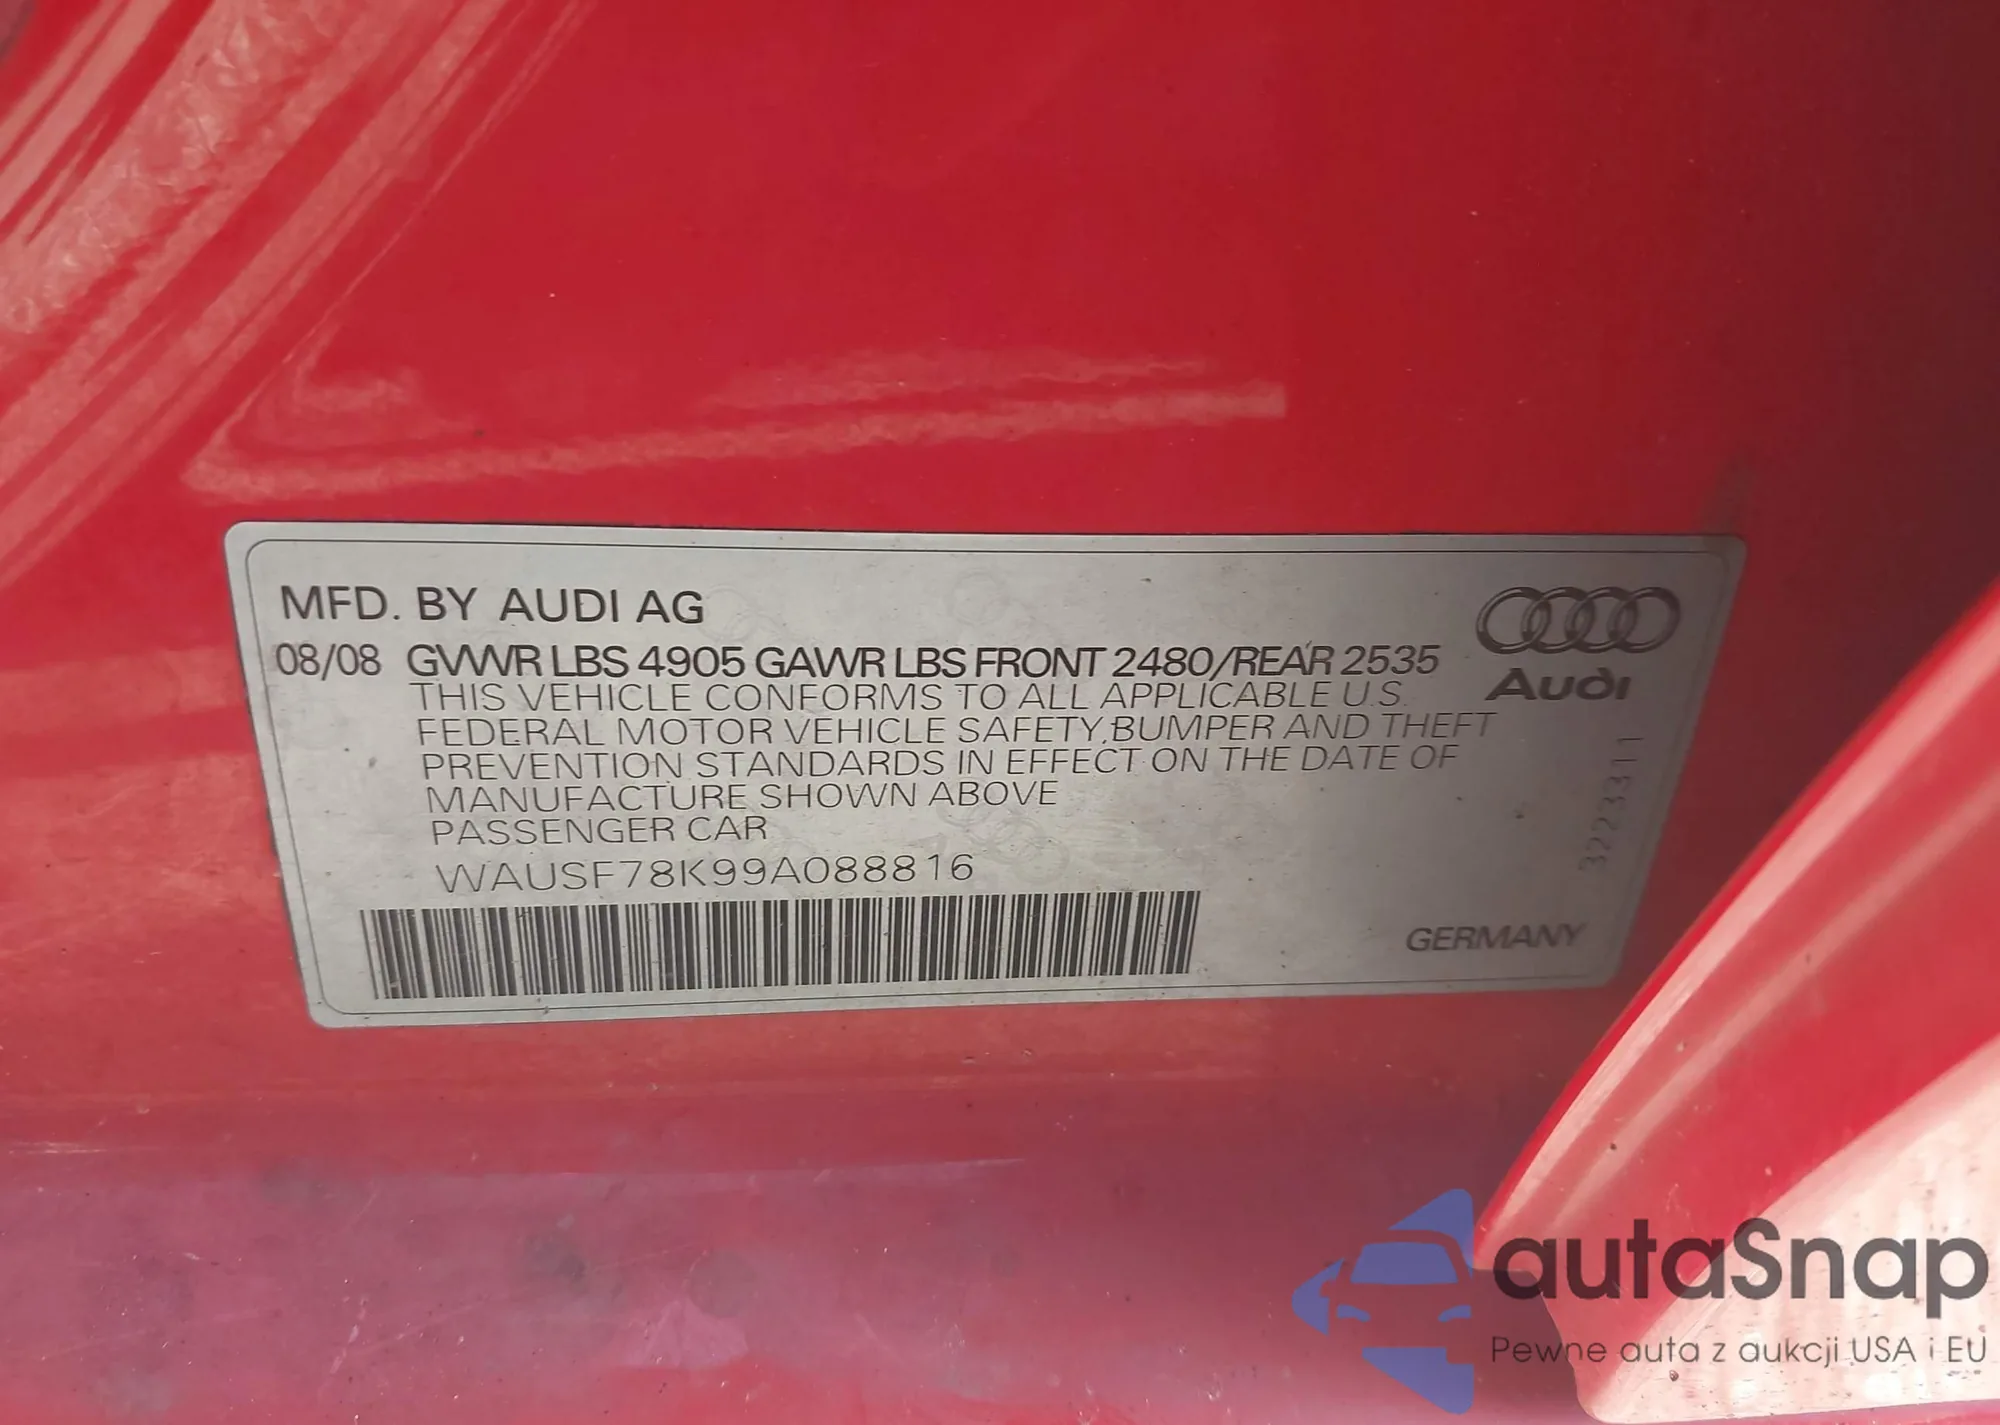 MFD. BY AUDI AG
08/08 GVWR LBS 4905 GAWR LBS FRONT 2480/REAR 2535
Audi
THIS VEHICLE CONFORMS TO ALL APPLICABLE U.S.
FEDERAL MOTOR VEHICLE SAFETY, BUMPER AND THEFT
PREVENTION STANDARDS IN EFFECT ON THE DATE OF
MANUFACTURE SHOWN ABOVE
PASSENGER CAR
WAUSF78K99A088816
3223311
GERMANY
autaSnap
Pewne auta z aukcji USA i EU